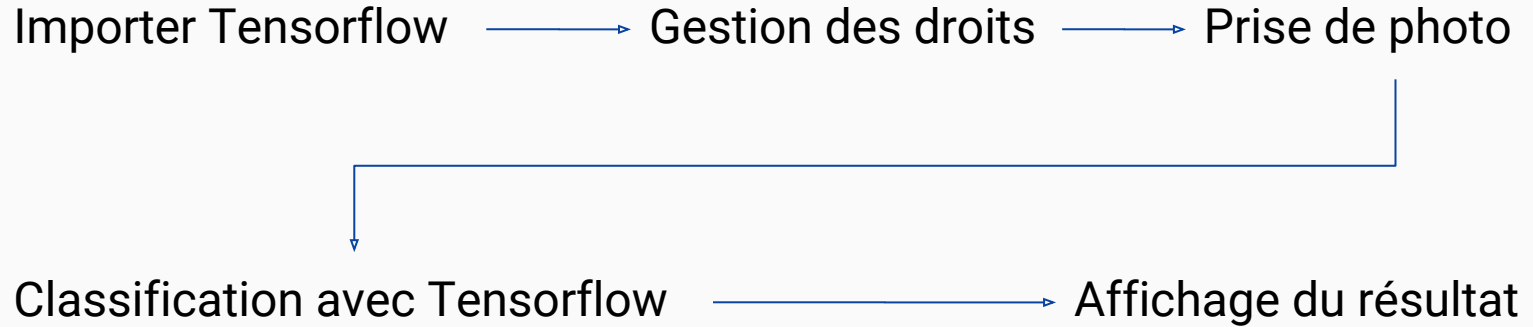 Importer Tensorflow Gestion des droits Prise de photo
Classification avec Tensorflow Affichage du résultat